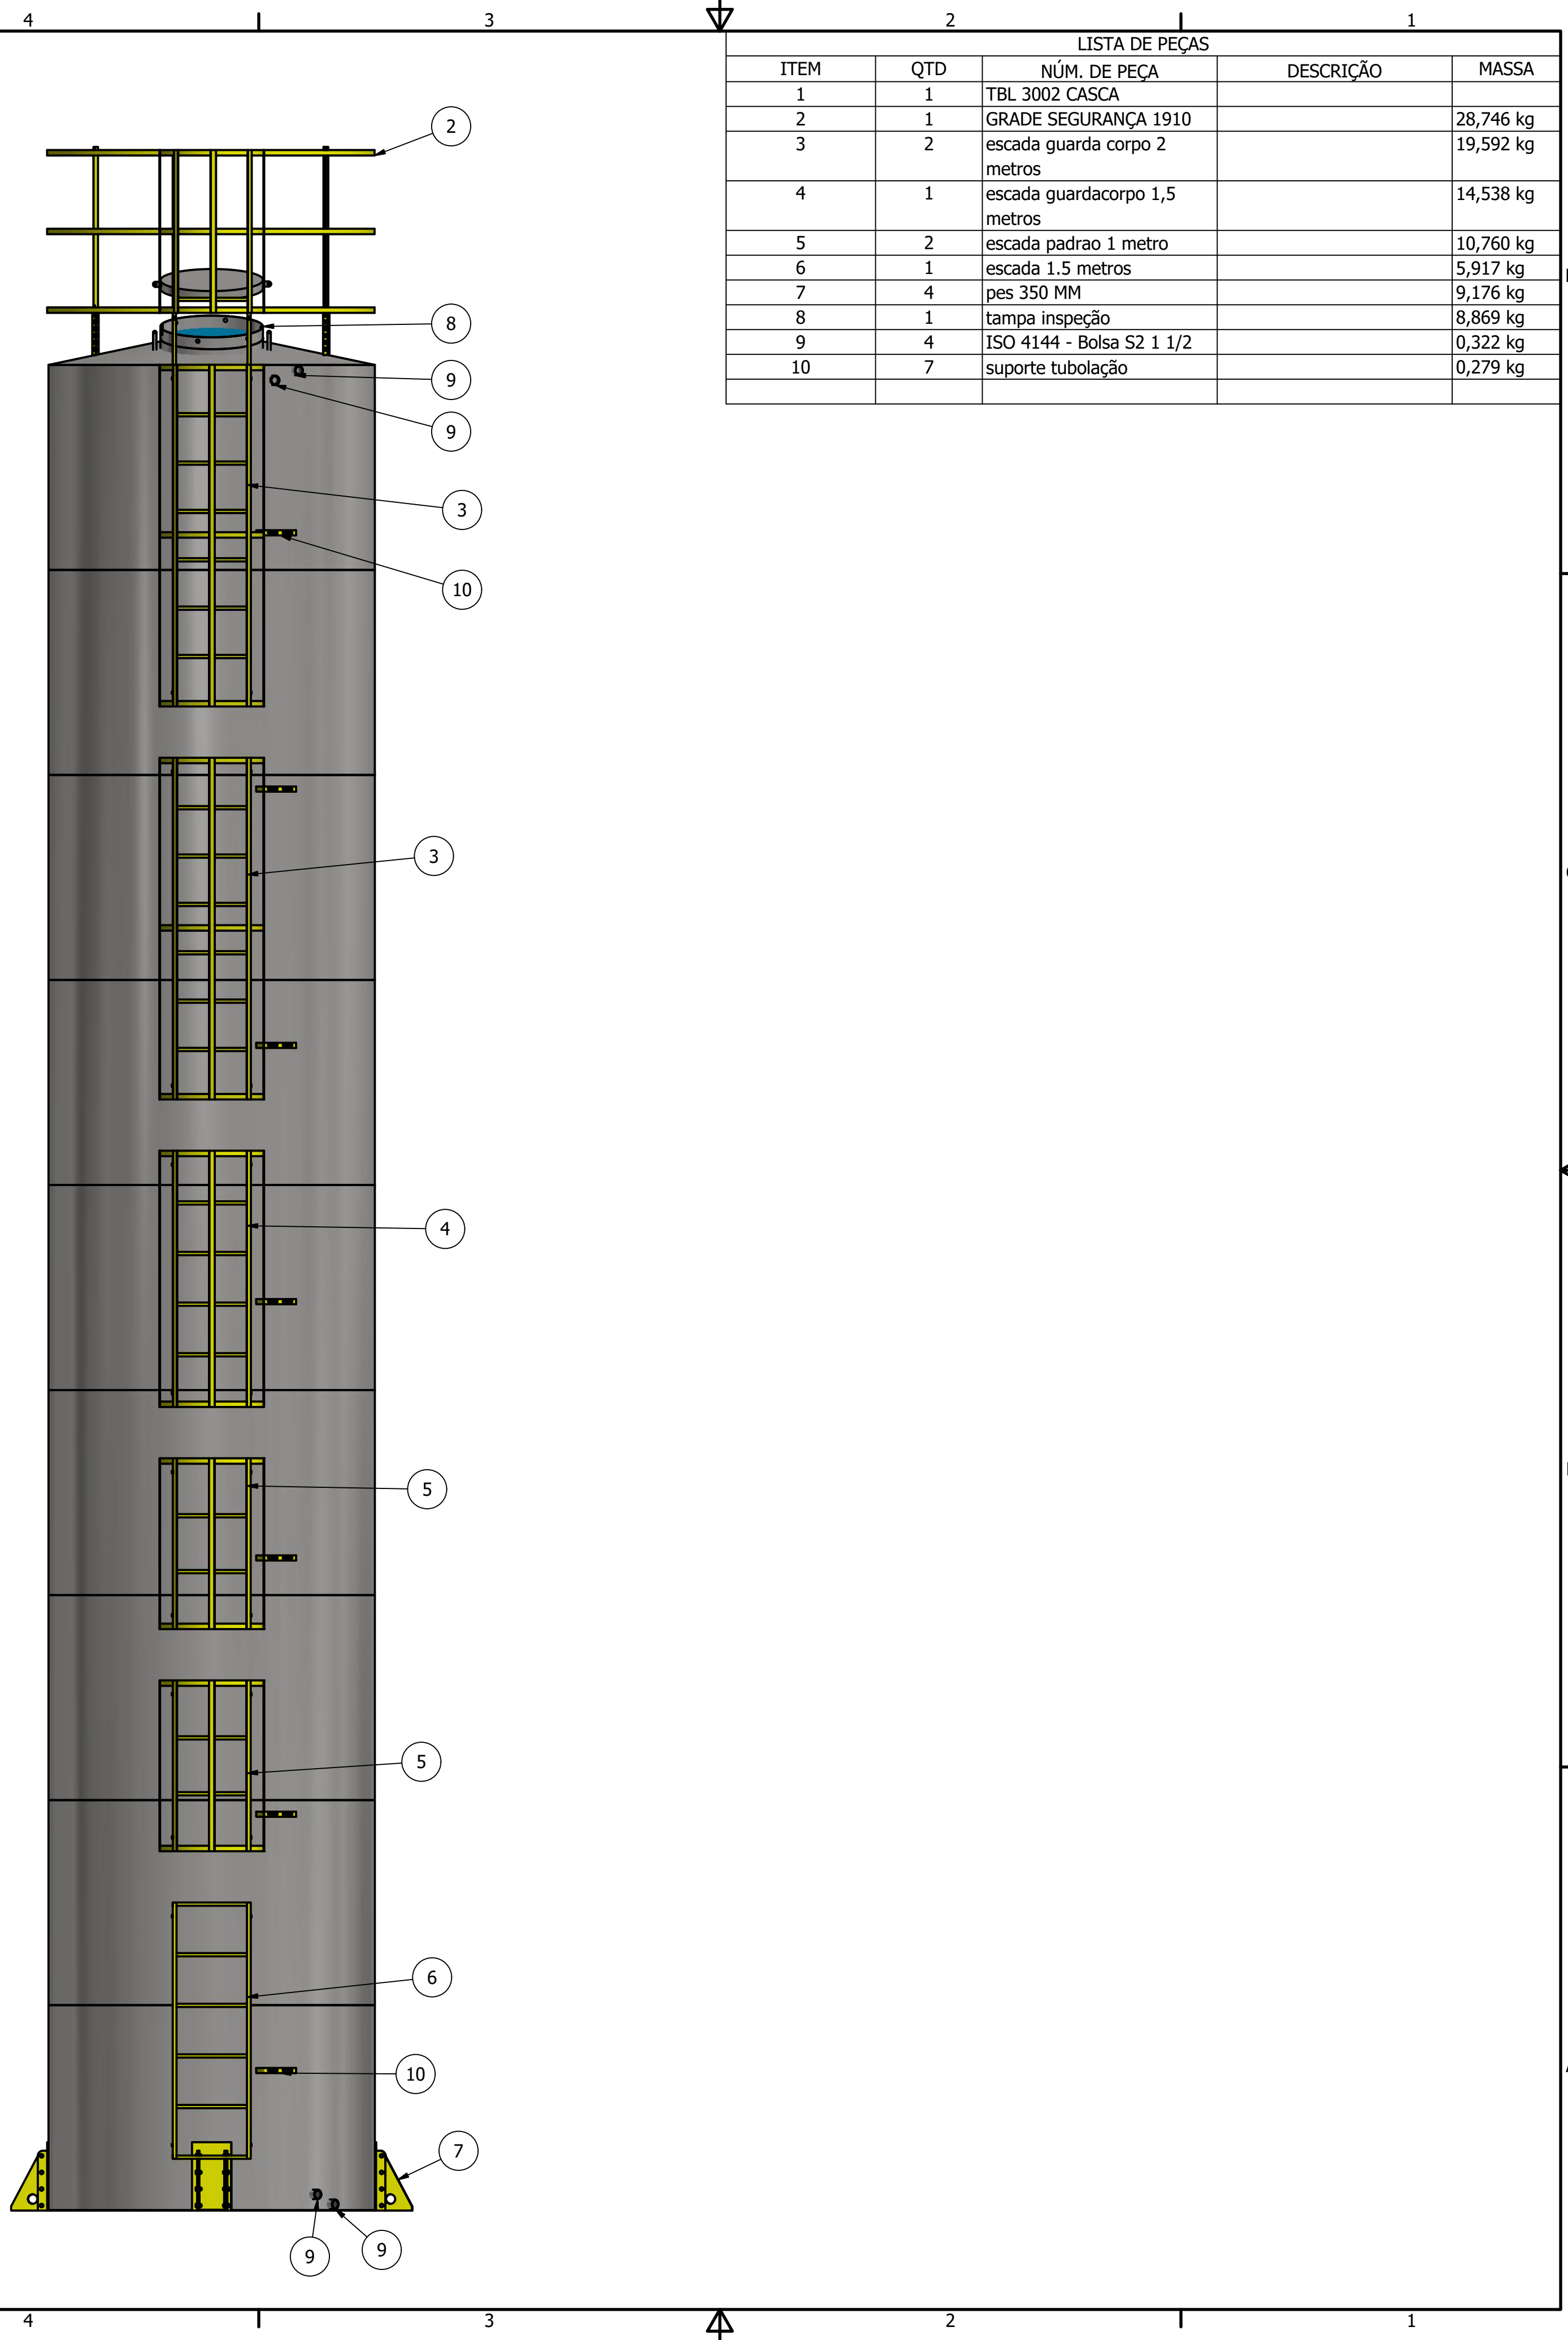 4 3 2 1
LISTA DE PEÇAS
ITEM QTD NÚM. DE PEÇA DESCRIÇÃO MASSA
1 1 TBL 3002 CASCA
2 1 GRADE SEGURANÇA 1910 28,746 kg
3 2 escada guarda corpo 2 19,592 kg
metros
4 1 escada guardacorpo 1,5 14,538 kg
metros
5 2 escada padrao 1 metro 10,760 kg
6 1 escada 1.5 metros 5,917 kg
7 4 pes 350 MM 9,176 kg
8 1 tampa inspeção 8,869 kg
9 4 ISO 4144 - Bolsa S2 1 1/2 0,322 kg
10 7 suporte tubolação 0,279 kg
2
8
9
9
3
10
3
4
5
5
6
10
7
9
9
4 3 2 1